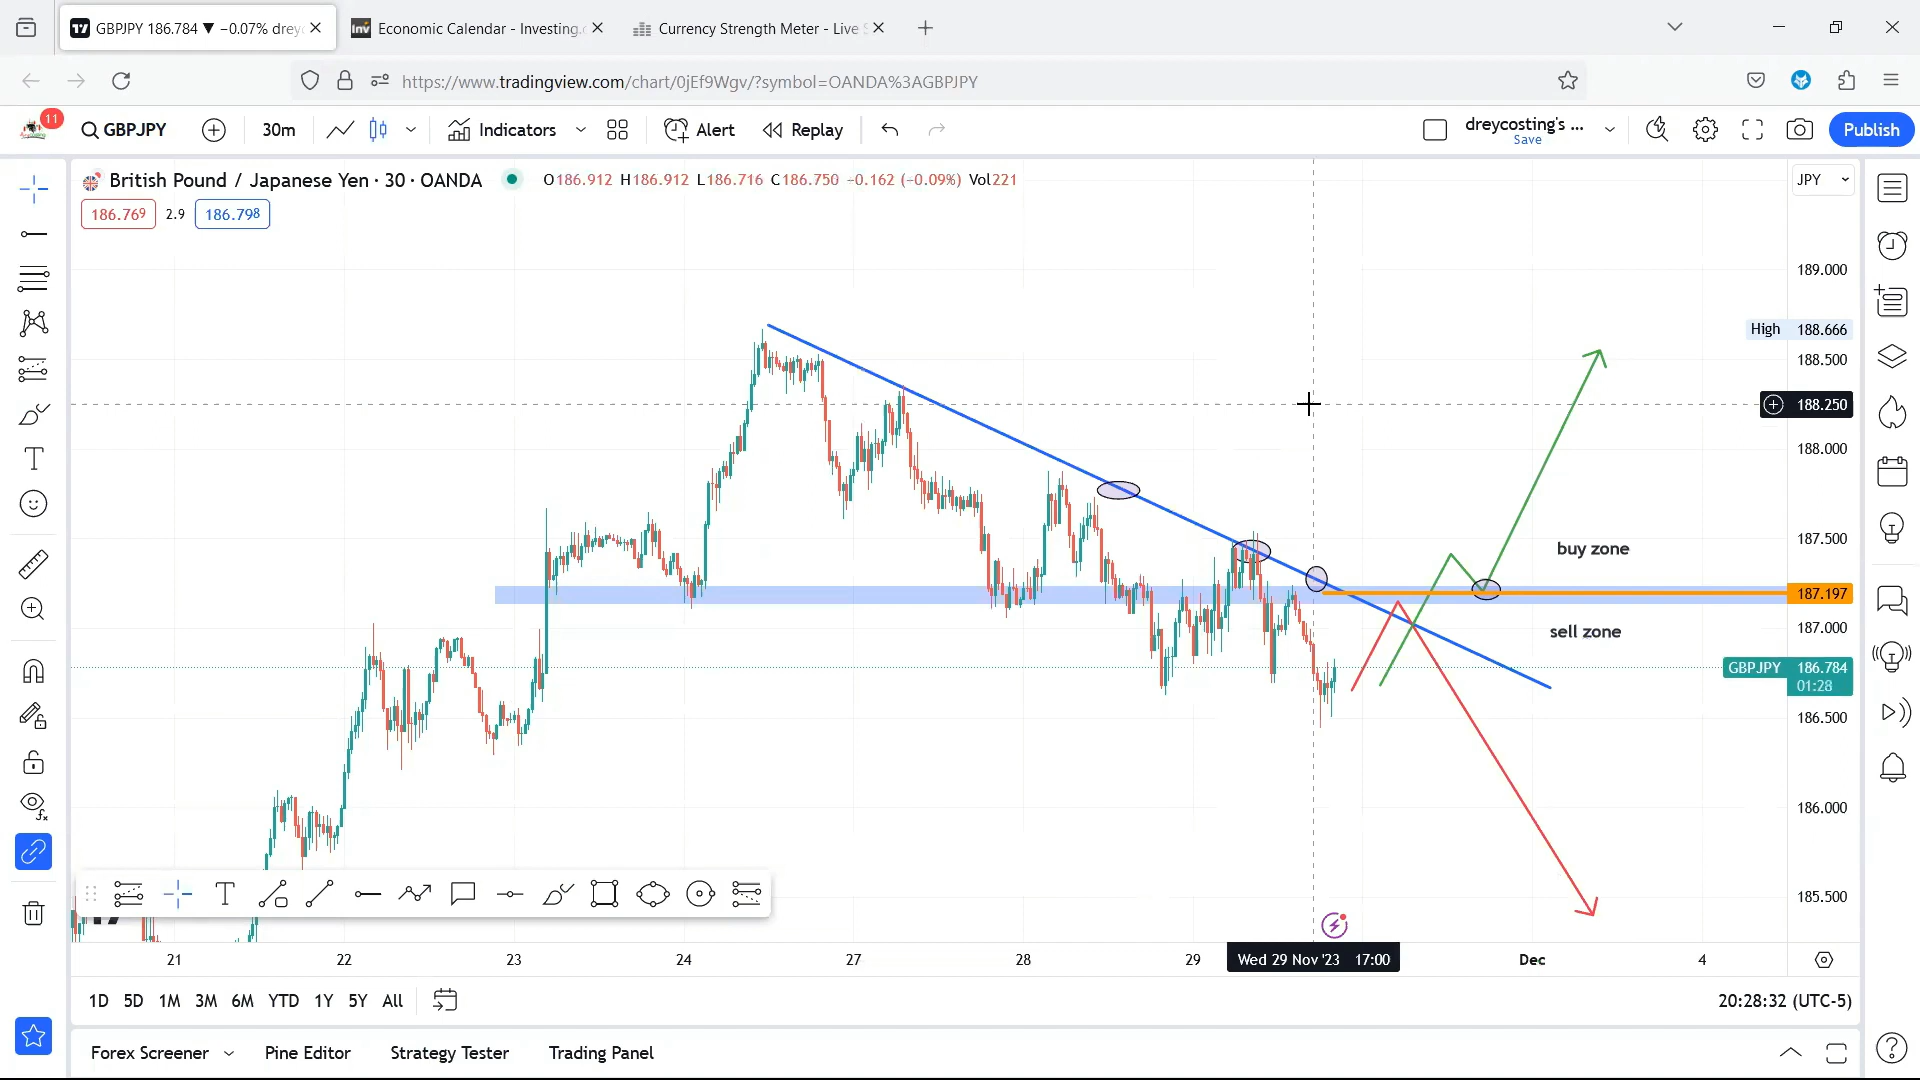 GBPJPY 186.784 ▼ −0.07% drey
Economic Calendar - Investing.
Currency Strength Meter - Live
https://www.tradingview.com/chart/0jEf9Wgv/?symbol=OANDA%3AGBPJPY
11
GBPJPY
30m
Indicators
Alert
Replay
dreycosting's ...
Save
Publish
British Pound / Japanese Yen · 30 · OANDA
O186.912 H186.912 L186.716 C186.750 −0.162 (−0.09%) Vol221
JPY
186.769 2.9 186.798
189.000
High 188.666
188.500
188.250
188.000
buy zone
187.500
187.197
sell zone
187.000
GBPJPY 186.784
01:28
186.500
186.000
185.500
21 22 23 24 27 28 29 Wed 29 Nov '23 17:00 Dec 4
1D 5D 1M 3M 6M YTD 1Y 5Y All
20:28:32 (UTC-5)
Forex Screener Pine Editor Strategy Tester Trading Panel